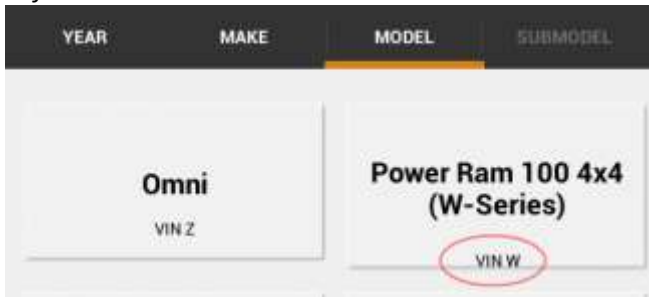 YEAR MAKE MODEL SUBMODEL
Omni
VIN Z
Power Ram 100 4x4
(W-Series)
VIN W